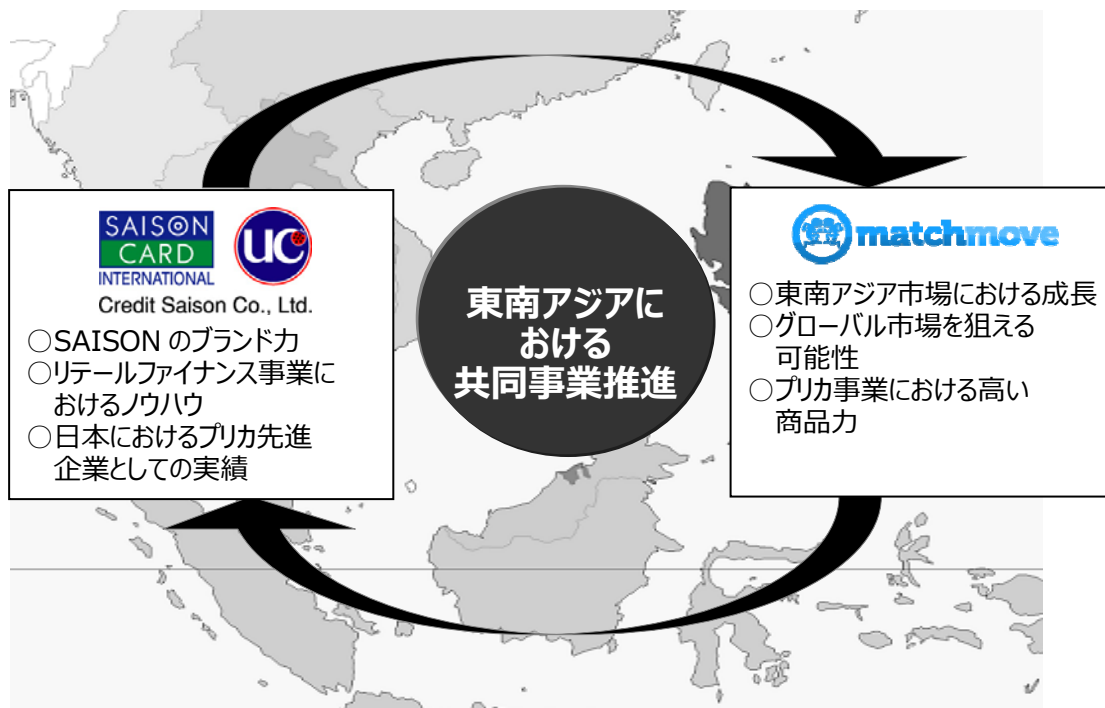 SAISON
CARD
INTERNATIONAL
UC
Credit Saison Co., Ltd.
○SAISON のブランド力
○リテールファイナンス事業に
おけるノウハウ
○日本におけるプリカ先進
企業としての実績
東南アジアに
おける
共同事業推進
matchmove
○東南アジア市場における成長
○グローバル市場を狙える
可能性
○プリカ事業における高い
商品力